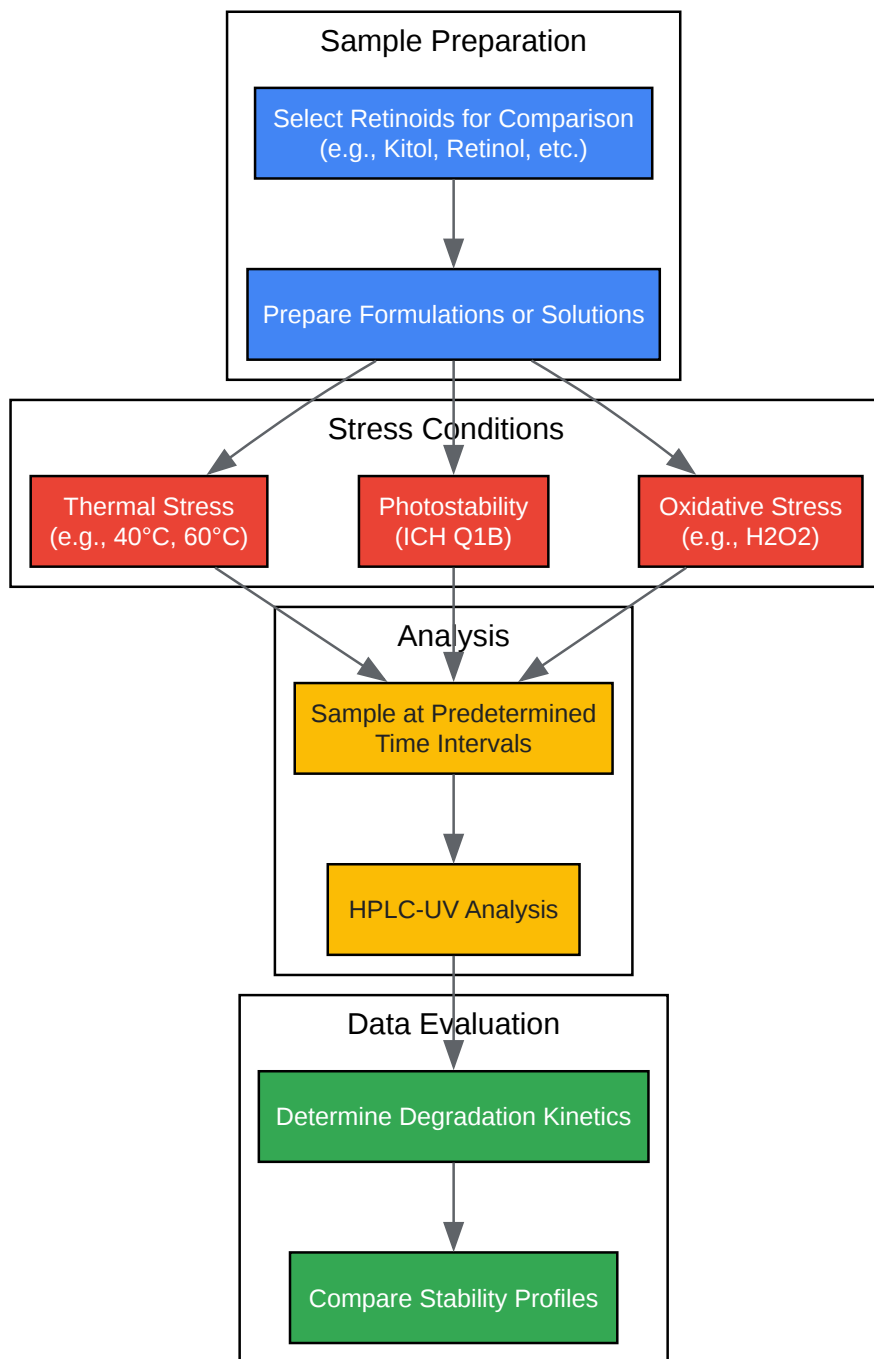 Sample Preparation
Select Retinoids for Comparison
(e.g., Kitol, Retinol, etc.)
Prepare Formulations or Solutions
Stress Conditions
Thermal Stress
(e.g., 40°C, 60°C)
Photostability
(ICH Q1B)
Oxidative Stress
(e.g., H2O2)
Analysis
Sample at Predetermined
Time Intervals
HPLC-UV Analysis
Data Evaluation
Determine Degradation Kinetics
Compare Stability Profiles